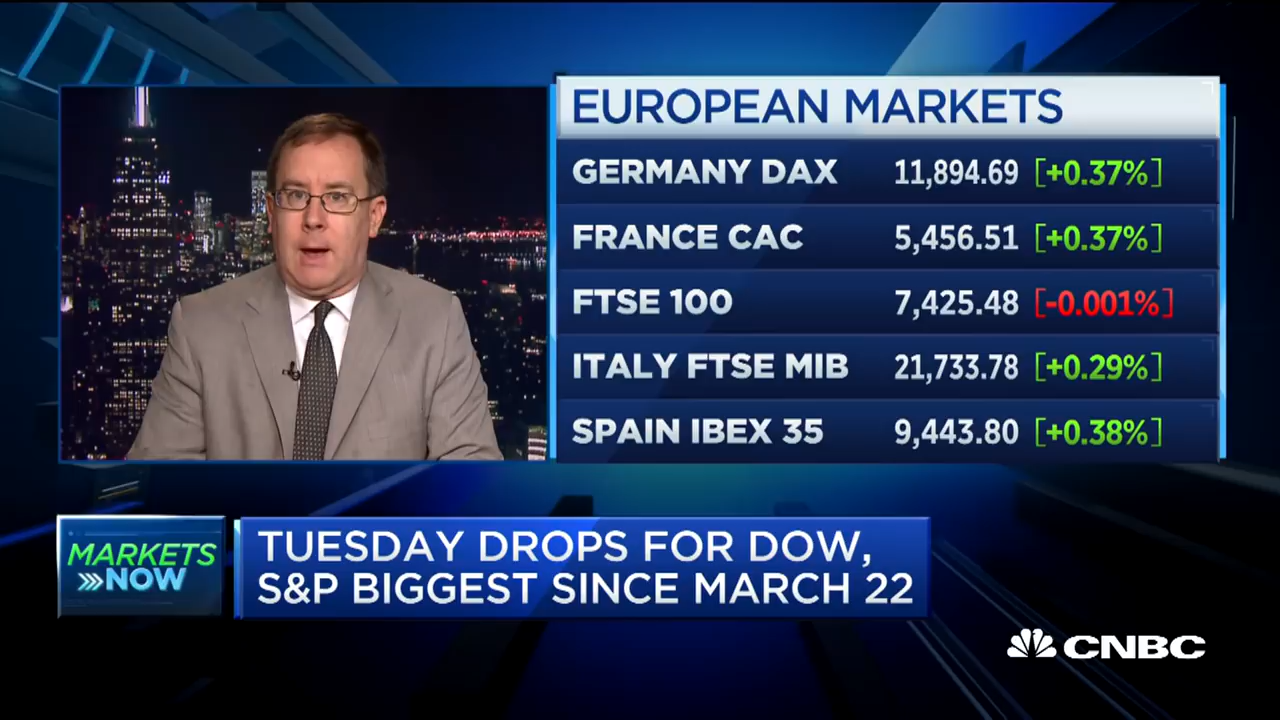 EUROPEAN MARKETS
GERMANY DAX 11,894.69 [+0.37%]
FRANCE CAC 5,456.51 [+0.37%]
FTSE 100 7,425.48 [-0.001%]
ITALY FTSE MIB 21,733.78 [+0.29%]
SPAIN IBEX 35 9,443.80 [+0.38%]
MARKETS
NOW
TUESDAY DROPS FOR DOW,
S&P BIGGEST SINCE MARCH 22
CNBC